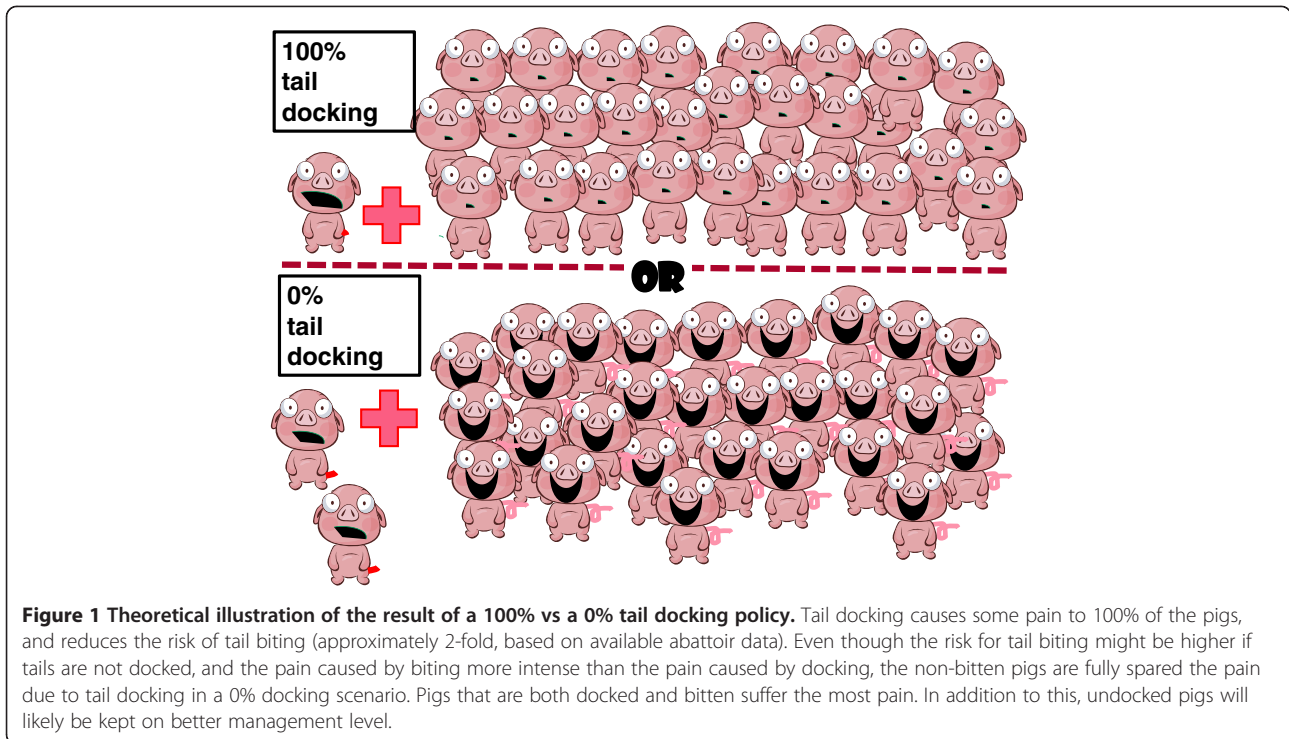 100%
tail
docking
OR
0%
tail
docking
Figure 1 Theoretical illustration of the result of a 100% vs a 0% tail docking policy. Tail docking causes some pain to 100% of the pigs,
and reduces the risk of tail biting (approximately 2-fold, based on available abattoir data). Even though the risk for tail biting might be higher if
tails are not docked, and the pain caused by biting more intense than the pain caused by docking, the non-bitten pigs are fully spared the pain
due to tail docking in a 0% docking scenario. Pigs that are both docked and bitten suffer the most pain. In addition to this, undocked pigs will
likely be kept on better management level.